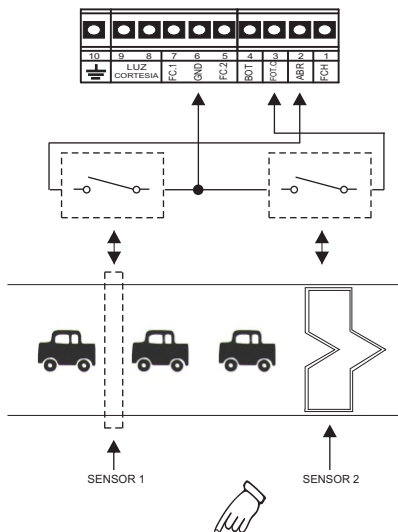 10 9 8 7 6 5 4 3 2 1
LUZ
CORTESIA
FC.1
GND
FC.2
BOT
FOT.C
ABR
FCH
SENSOR 1 SENSOR 2